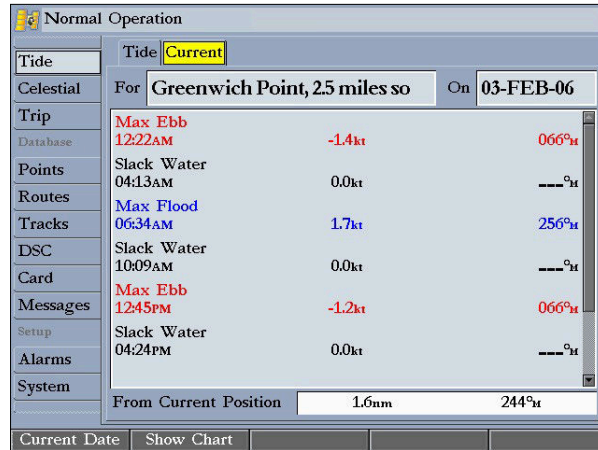 Normal Operation
Tide
Celestial
Trip
Database
Points
Routes
Tracks
DSC
Card
Messages
Setup
Alarms
System
Tide Current
For Greenwich Point, 2.5 miles so On 03-FEB-06
Max Ebb
12:22AM -1.4kt 066°M
Slack Water
04:13AM 0.0kt ___°M
Max Flood
06:34AM 1.7kt 256°M
Slack Water
10:09AM 0.0kt ___°M
Max Ebb
12:45PM -1.2kt 066°M
Slack Water
04:24PM 0.0kt ___°M
From Current Position 1.6nm 244°M
Current Date Show Chart